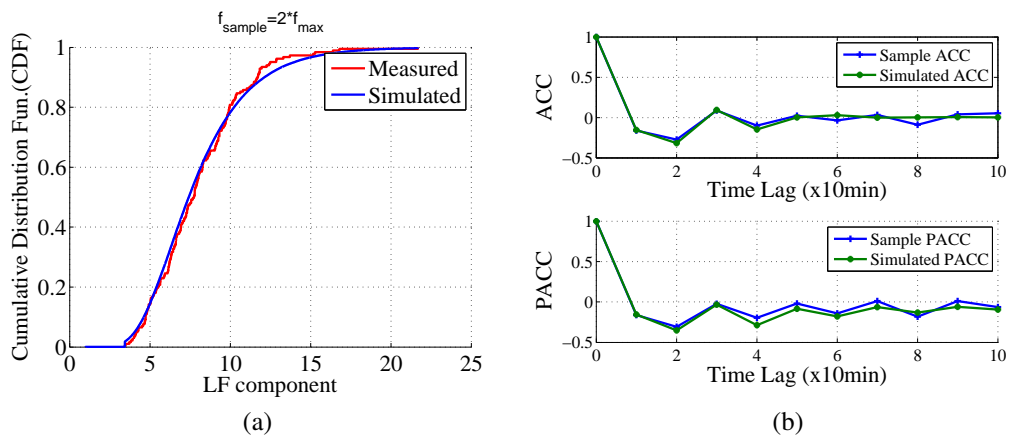 f_sample=2*f_max
Cumulative Distribution Fun.(CDF)
1
0.8
0.6
0.4
0.2
0
0 5 10 15 20 25
LF component
Measured
Simulated
(a)
ACC
1
0.5
0
−0.5
0 2 4 6 8 10
Time Lag (x10min)
Sample ACC
Simulated ACC
PACC
1
0.5
0
−0.5
0 2 4 6 8 10
Time Lag (x10min)
Sample PACC
Simulated PACC
(b)